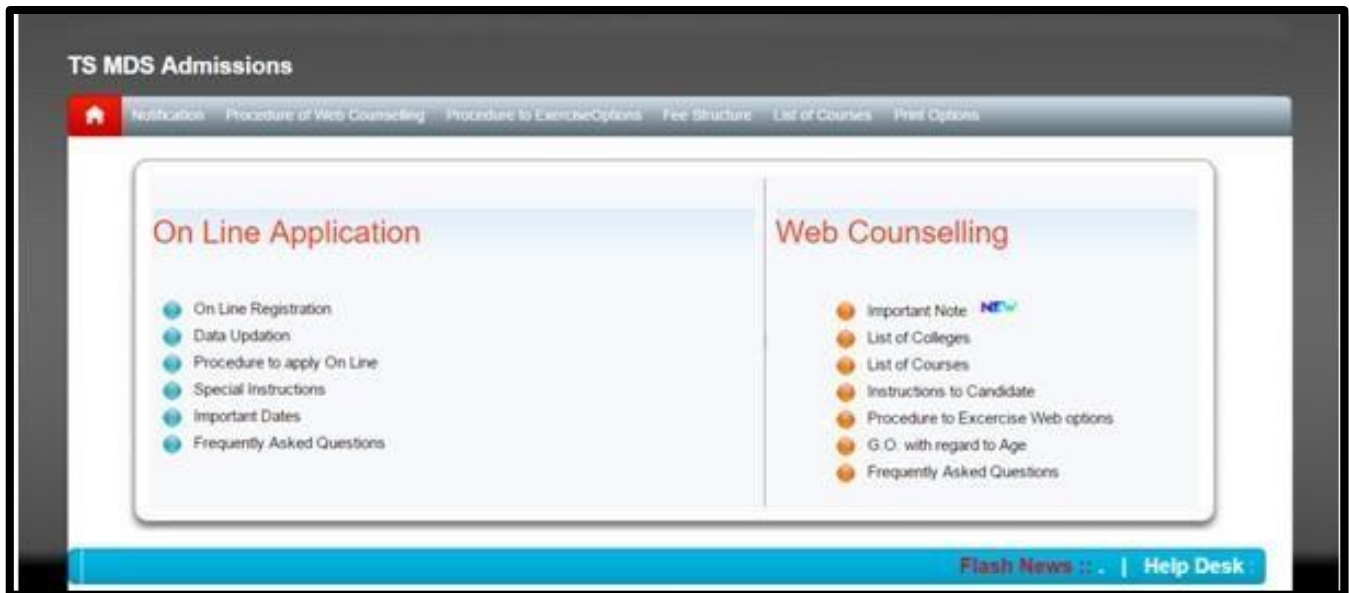 TS MDS Admissions
Notification Procedure of Web Counselling Procedure to ExerciseOptions Fee Structure List of Courses Print Options
On Line Application
On Line Registration
Data Updation
Procedure to apply On Line
Special Instructions
Important Dates
Frequently Asked Questions
Web Counselling
Important Note NEW
List of Colleges
List of Courses
Instructions to Candidate
Procedure to Excercise Web options
G.O. with regard to Age
Frequently Asked Questions
Flash News :: . | Help Desk :